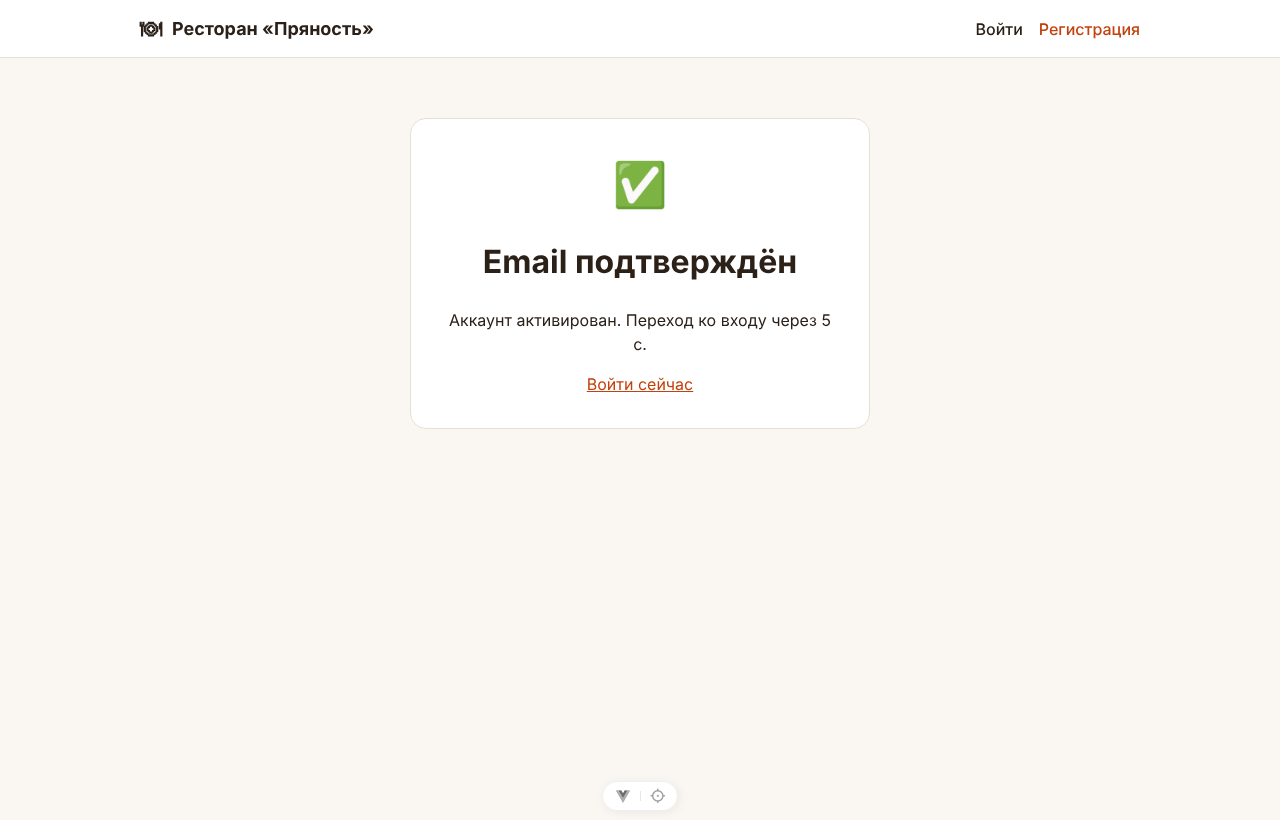 Ресторан «Пряность»
Войти Регистрация
Email подтверждён
Аккаунт активирован. Переход ко входу через 5
с.
Войти сейчас